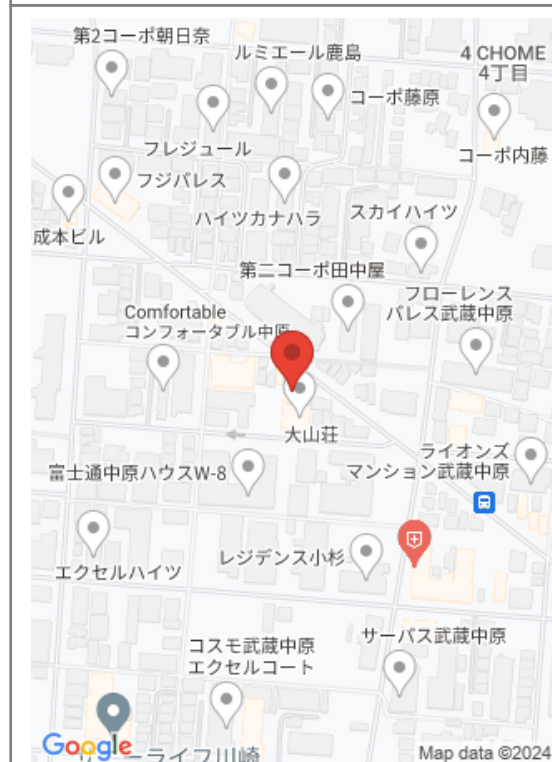 第2コーポ朝日奈
ルミエール鹿島
4 CHOME
4丁目
コーポ藤原
フレジュール
コーポ内藤
フジパレス
ハイツカナハラ
スカイハイツ
成本ビル
第二コーポ田中屋
フローレンス
パレス武蔵中原
Comfortable
コンフォータブル中原
大山荘
ライオンズ
マンション武蔵中原
富士通中原ハウスW-8
レジデンス小杉
エクセルハイツ
サーパス武蔵中原
コスモ武蔵中原
エクセルコート
Google
ーライフ川崎
Map data ©2024